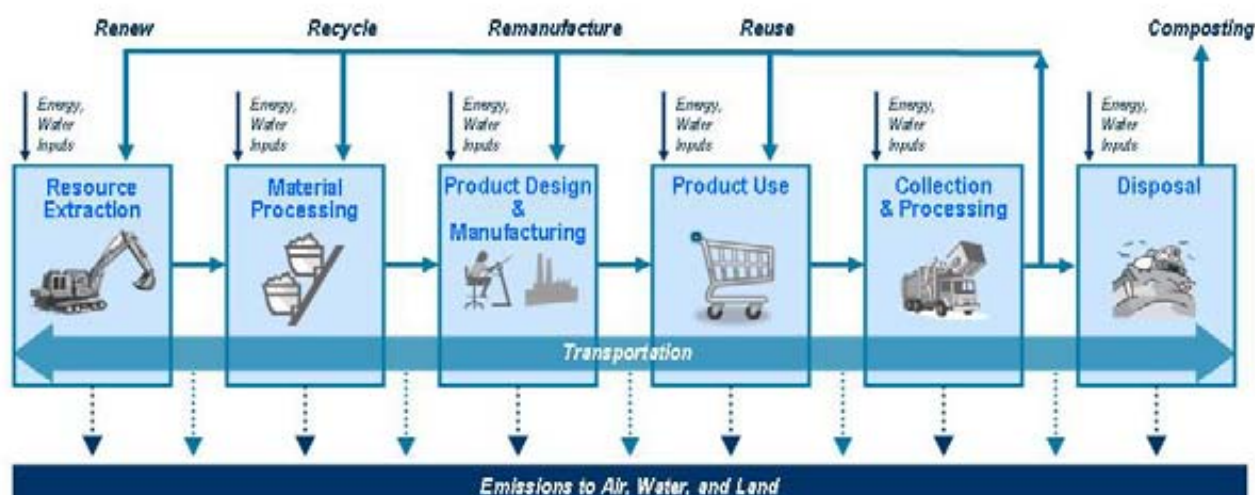 Renew
Recycle
Remanufacture
Reuse
Composting
Energy,
Water
Inputs
Energy,
Water
Inputs
Energy,
Water
Inputs
Energy,
Water
Inputs
Energy,
Water
Inputs
Energy,
Water
Inputs
Resource
Extraction
Material
Processing
Product Design
&
Manufacturing
Product Use
Collection
& Processing
Disposal
Transportation
Emissions to Air, Water, and Land